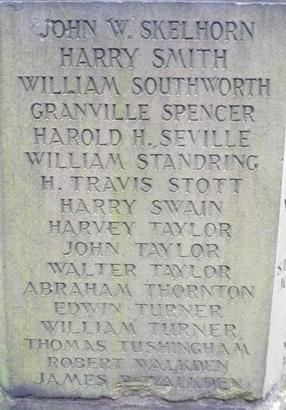 JOHN W. SKELHORN
HARRY SMITH
WILLIAM SOUTHWORTH
GRANVILLE SPENCER
HAROLD H. SEVILLE
WILLIAM STANDRING
H. TRAVIS STOTT
HARRY SWAIN
HARVEY TAYLOR
JOHN TAYLOR
WALTER TAYLOR
ABRAHAM THORNTON
EDWIN TURNER
WILLIAM TURNER
THOMAS TUSHINGHAM
ROBERT WALKDEN
JAMES WALKDEN